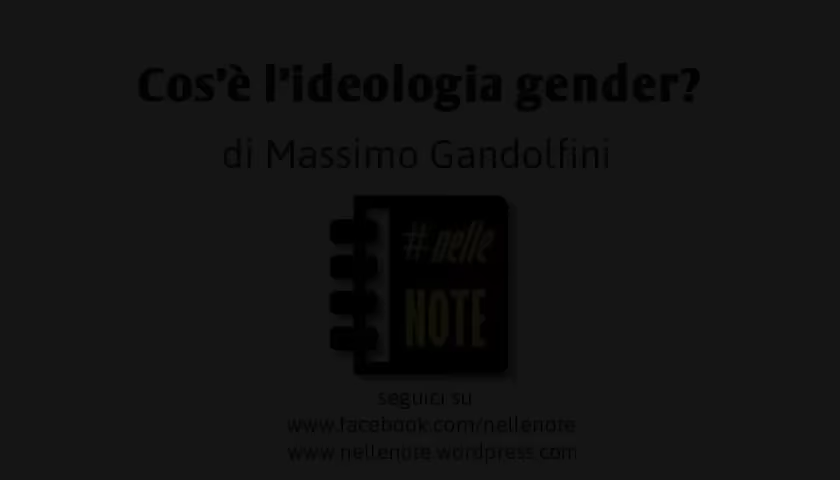 Cos'è l'ideologia gender?
di Massimo Gandolfini
#nelle
NOTE
seguici su
www.facebook.com/nellenote
www.nellenote.wordpress.com